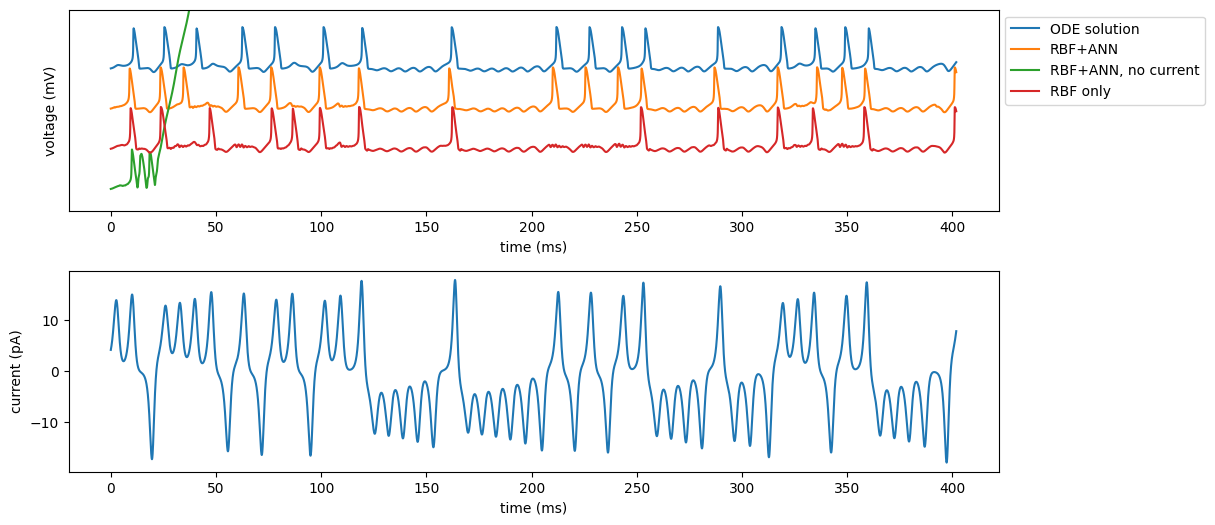 voltage (mV)
0 50 100 150 200 250 300 350 400
time (ms)
ODE solution
RBF+ANN
RBF+ANN, no current
RBF only
current (pA)
10
0
−10
0 50 100 150 200 250 300 350 400
time (ms)